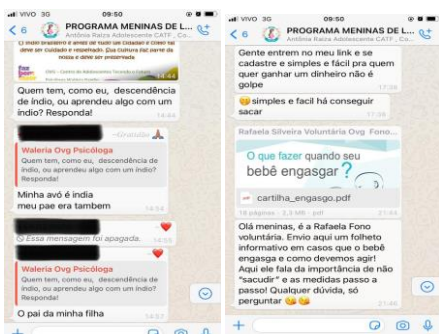 VIVO 3G 09:50
6 PROGRAMA MENINAS DE L...
Antônia Raíza Adolescente CATF , Co...
O índio brasileiro e antes de tudo um cidadão e como tal
deve ser cuidado e respeitado. Sua Cultura faz parte da
nossa e deve ser preservada
14:44
Quem tem, como eu, descendência
de índio, ou aprendeu algo com um
índio? Responda!
14:44
~Gratidão
Waleria Ovg Psicóloga
Quem tem, como eu, descendência de
índio, ou aprendeu algo com um índio?
Responda!
Minha avó é india
meu pae era tambem
14:54
Essa mensagem foi apagada.
14:55
Waleria Ovg Psicóloga
Quem tem, como eu, descendência de
índio, ou aprendeu algo com um índio?
Responda!
O pai da minha filha
14:57
VIVO 3G 09:50
6 PROGRAMA MENINAS DE L...
Antônia Raíza Adolescente CATF , Co...
Gente entrem no meu link e se
cadastre e simples e fácil pra quem
quer ganhar um dinheiro não é
golpe
17:38
simples e facil há conseguir
sacar
17:38
Rafaela Silveira Voluntária Ovg Fono...
O que fazer quando seu
bebê engasgar?
cartilha_engasgo.pdf
18 páginas · 2,3 MB · pdf
21:44
Olá meninas, é a Rafaela Fono
voluntária. Envio aqui um folheto
informativo em casos que o bebê
engasga e como devemos agir!
Aqui ele fala da importância de não
"sacudir" e as medidas passo a
passo! Qualquer dúvida, só
perguntar
21:46